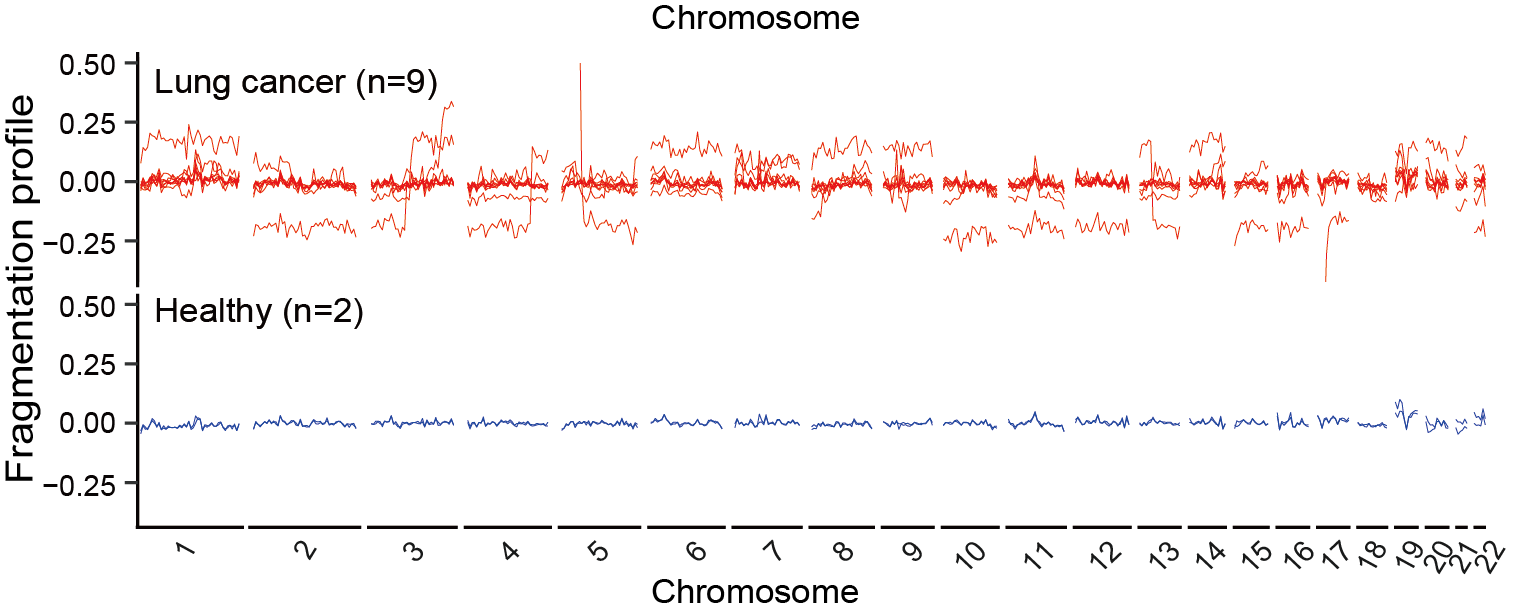 Chromosome
Fragmentation profile
0.50
0.25
0.00
−0.25
Lung cancer (n=9)
0.50
0.25
0.00
−0.25
Healthy (n=2)
1 2 3 4 5 6 7 8 9 10 11 12 13 14 15 16 17 18 19 20 21 22
Chromosome